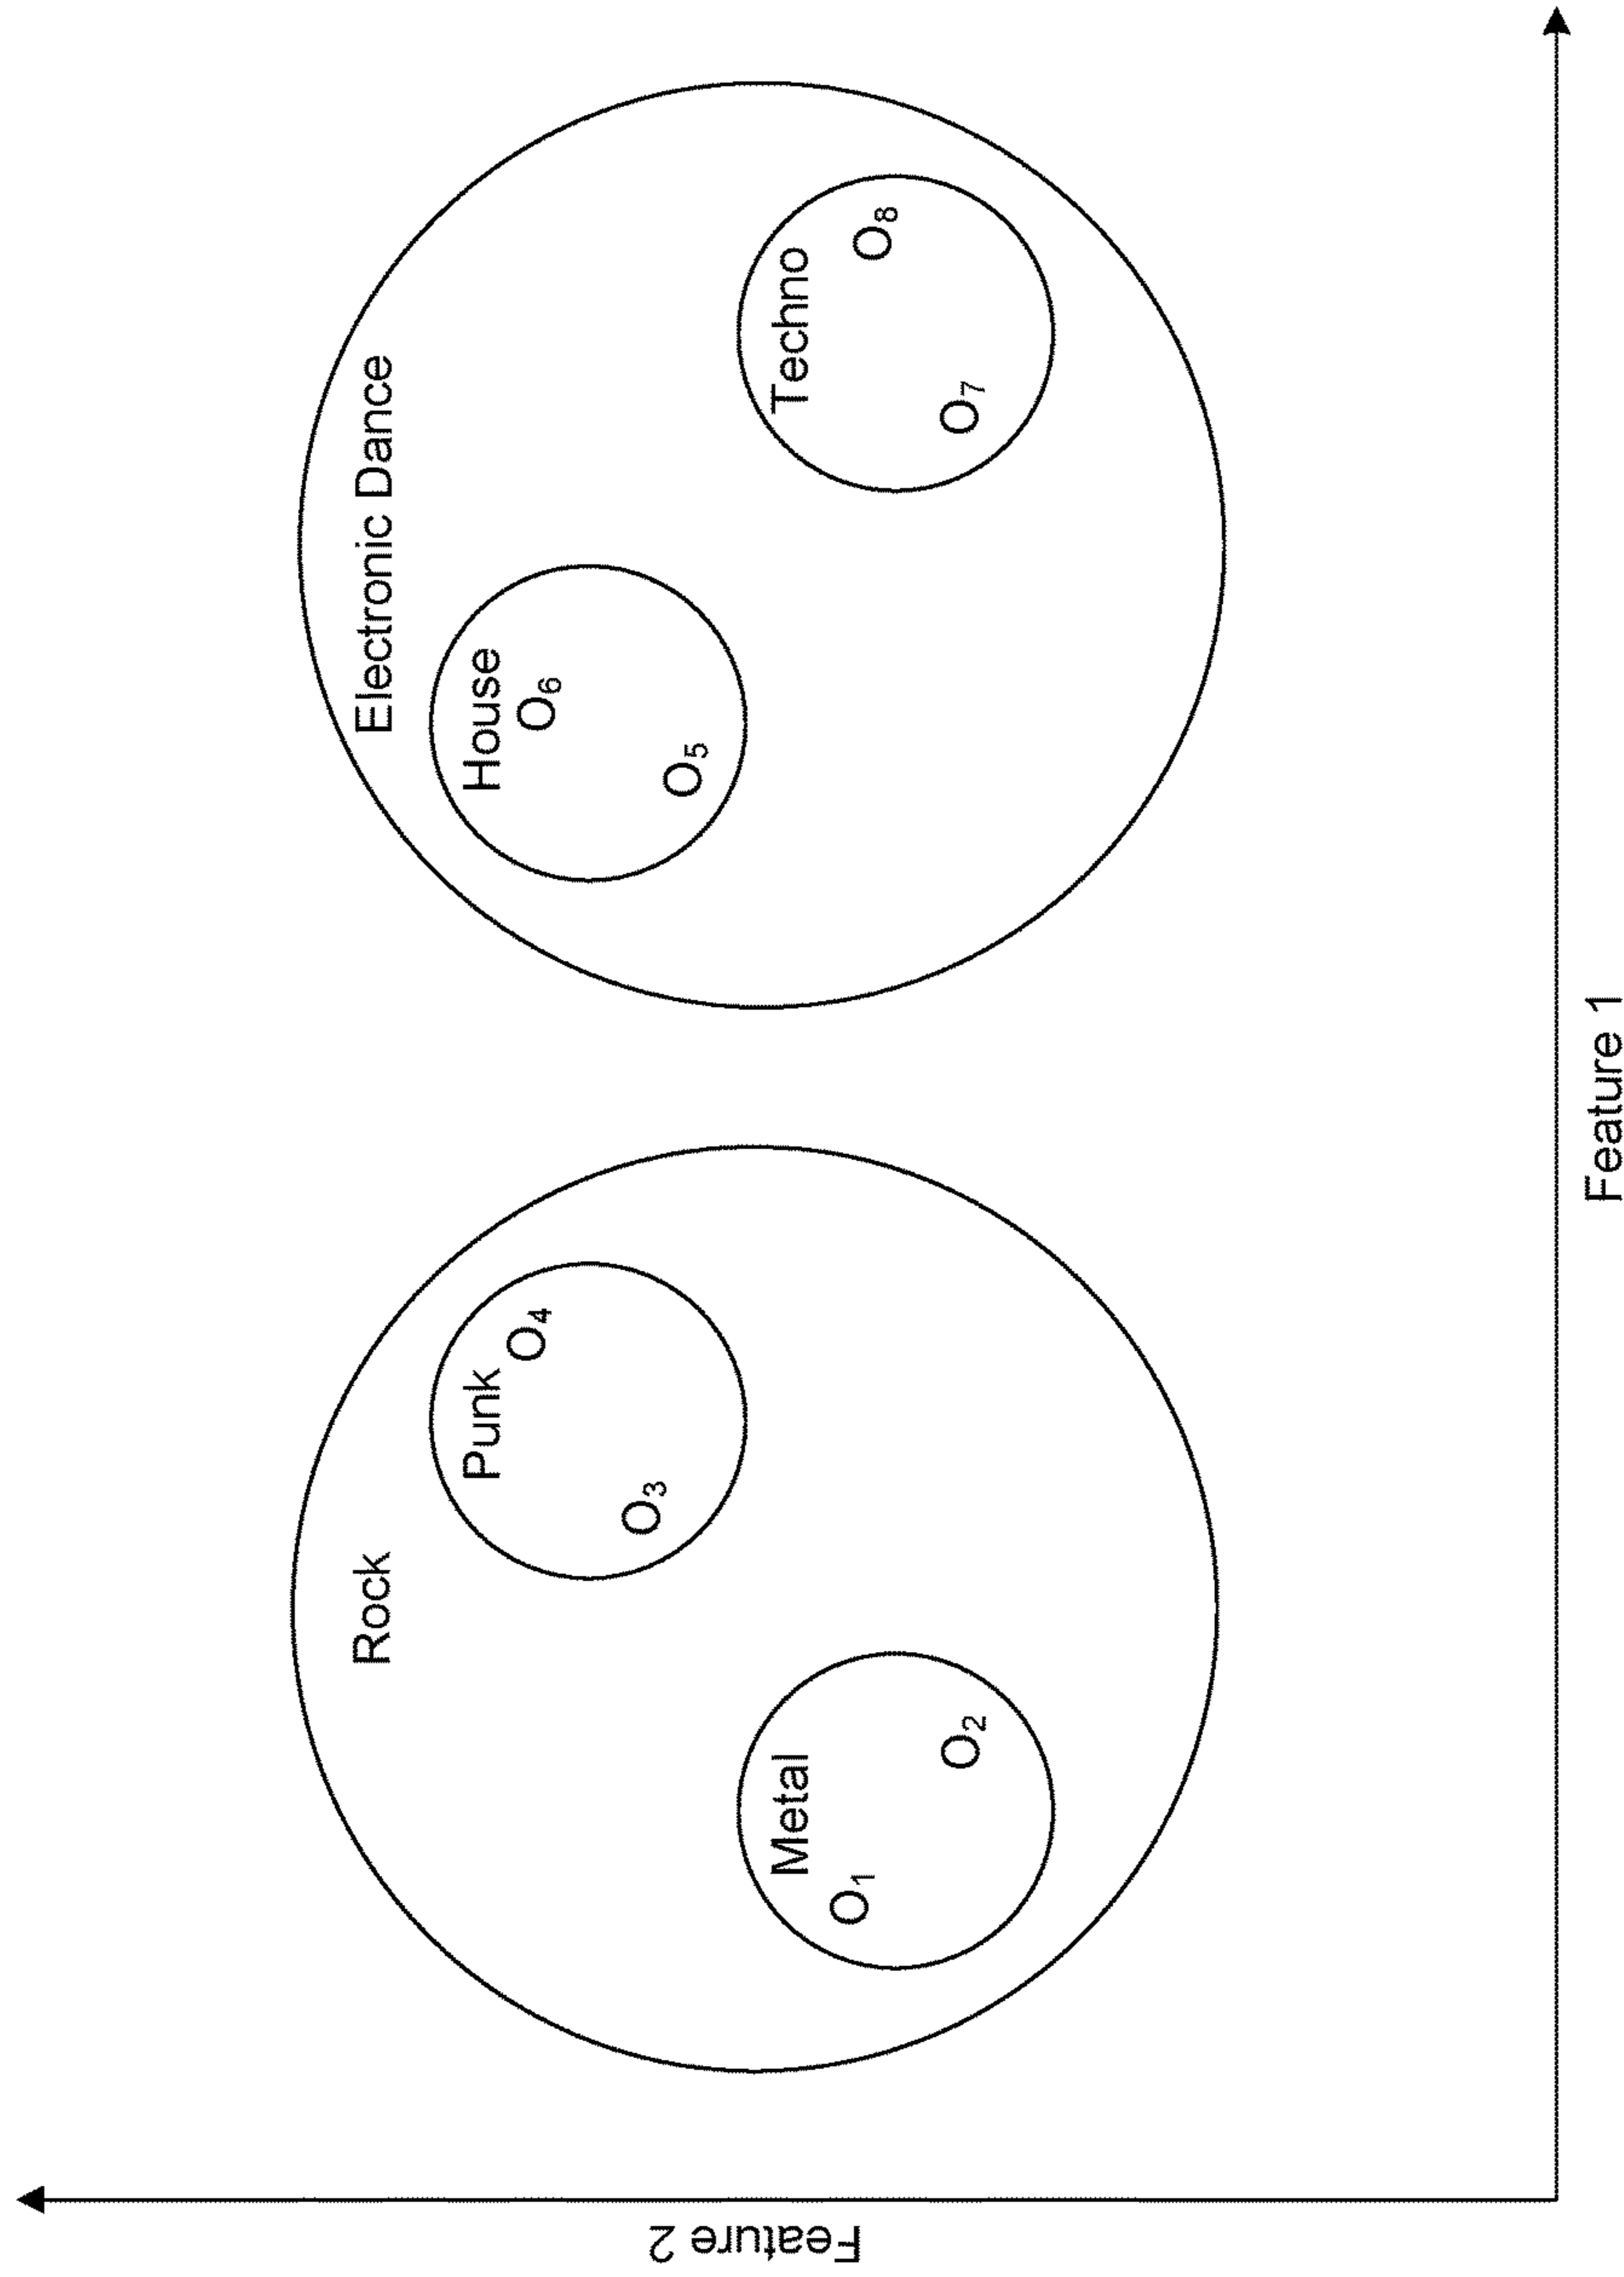 Rock
Punk
O4
O3
Metal
O1
O2
Electronic Dance
House
O6
O5
Techno
O8
O7
Feature 2
Feature 1